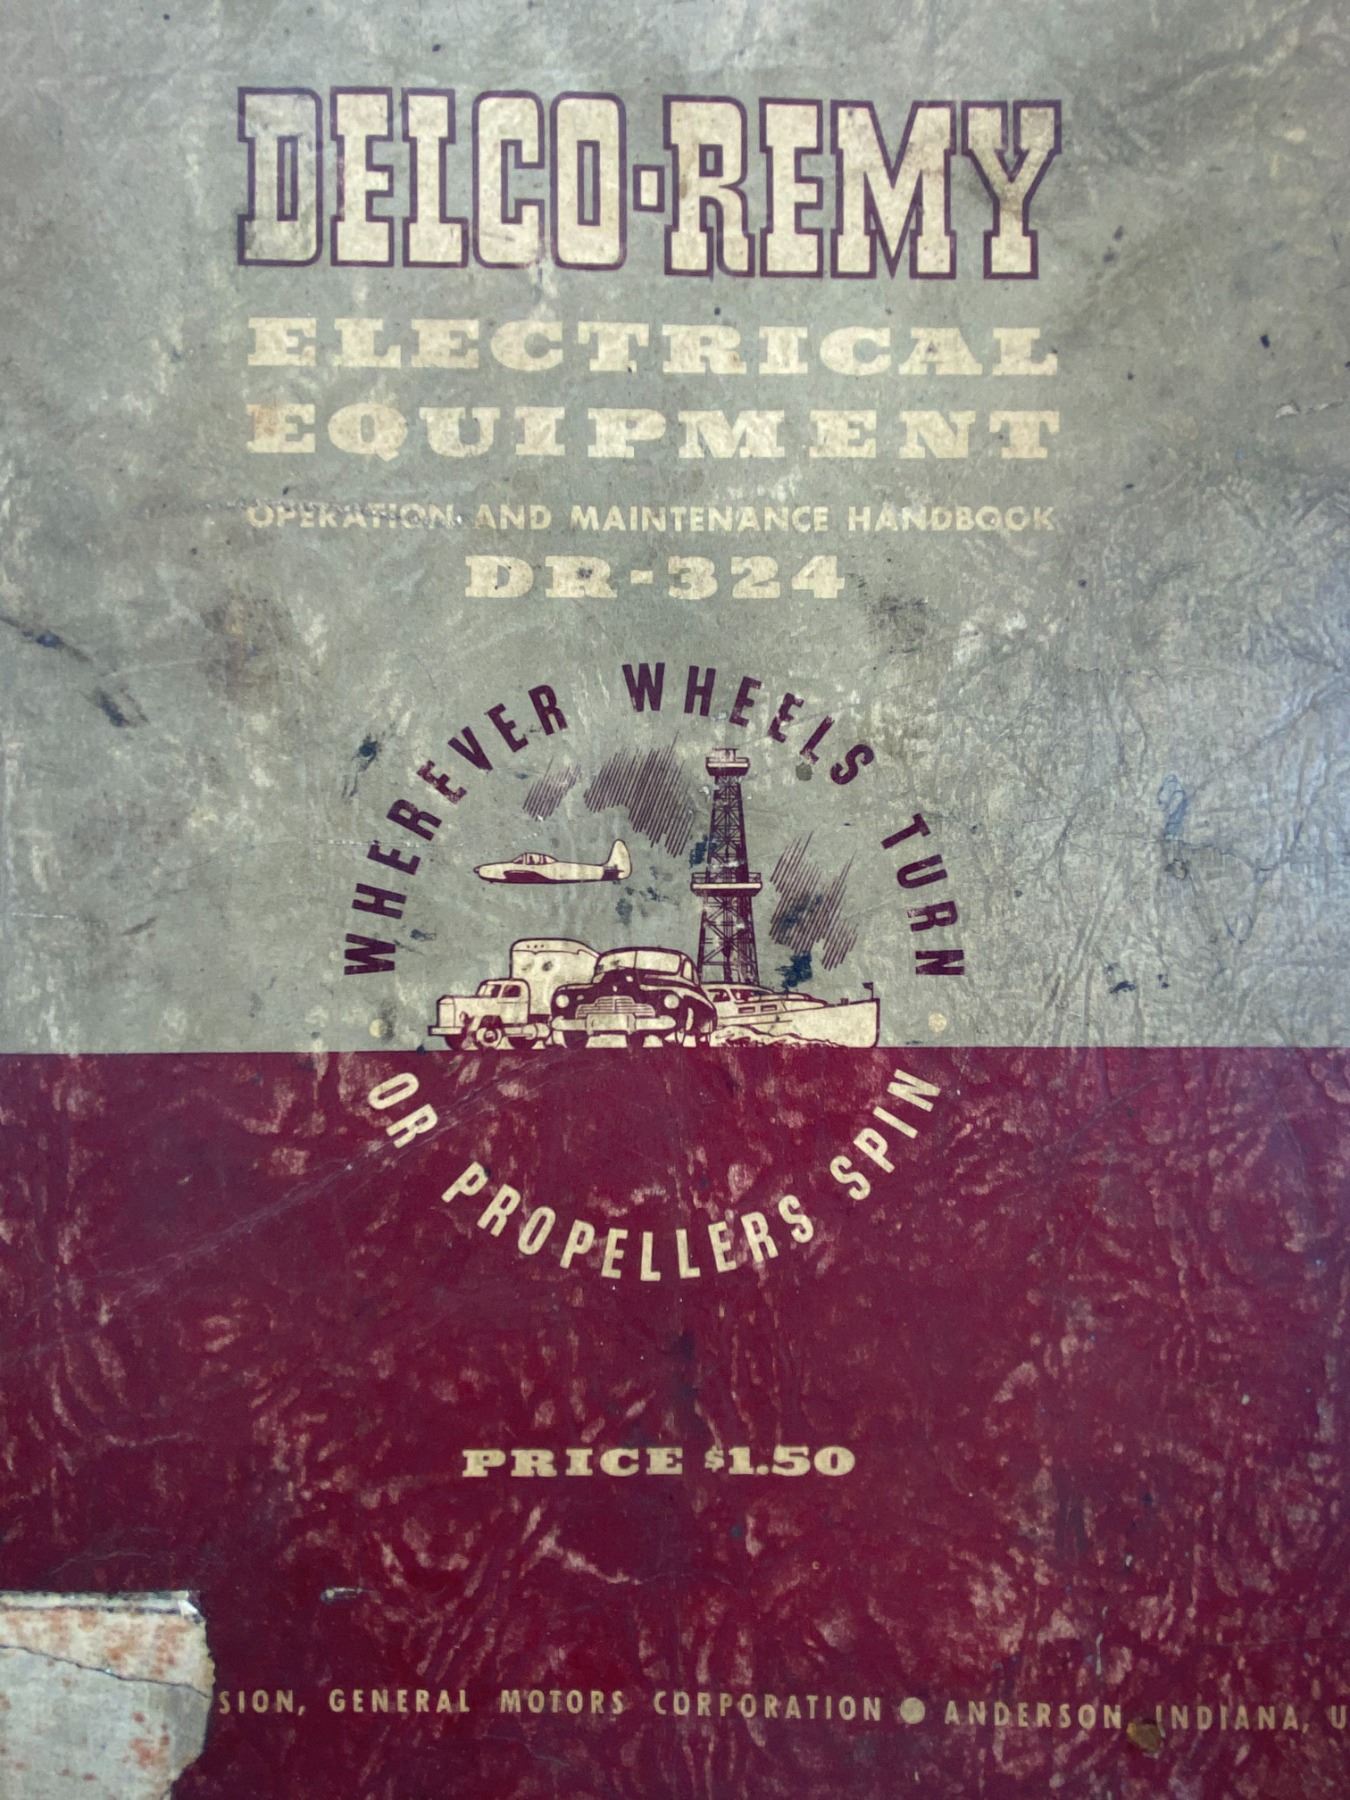 DELCO-REMY
ELECTRICAL
EQUIPMENT
OPERATION AND MAINTENANCE HANDBOOK
DR-324
WHEREVER WHEELS TURN
OR PROPELLERS SPIN
PRICE $1.50
SION, GENERAL MOTORS CORPORATION ● ANDERSON, INDIANA, U